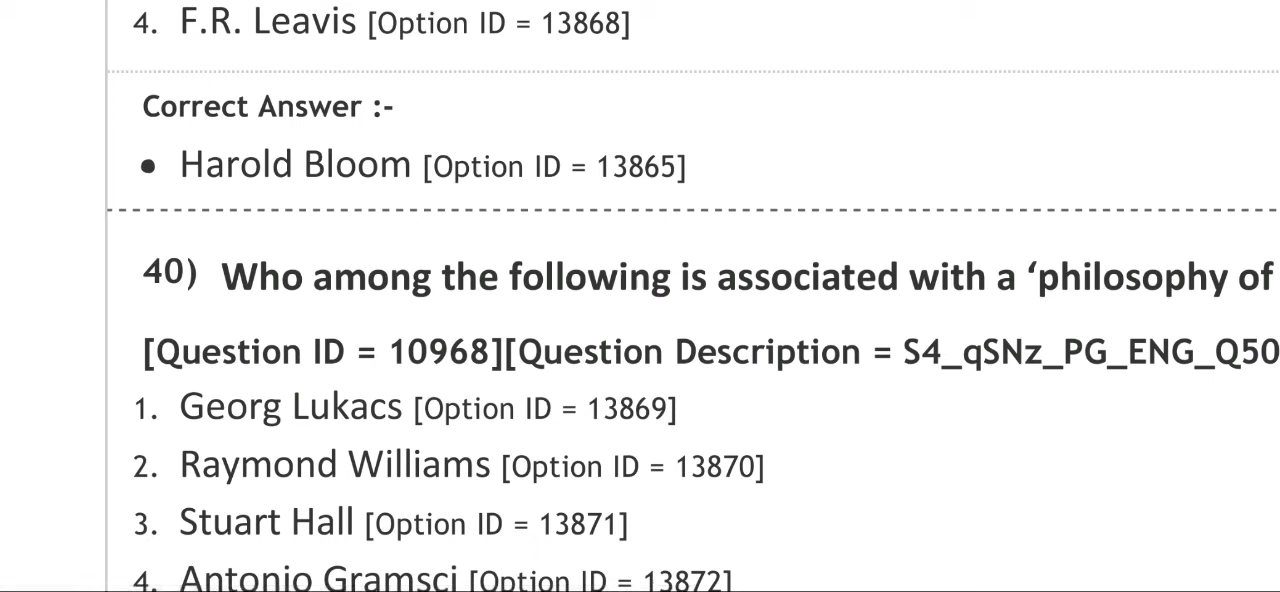 4. F.R. Leavis [Option ID = 13868]
Correct Answer :-
• Harold Bloom [Option ID = 13865]
40) Who among the following is associated with a ‘philosophy of
[Question ID = 10968][Question Description = S4_qSNz_PG_ENG_Q50
1. Georg Lukacs [Option ID = 13869]
2. Raymond Williams [Option ID = 13870]
3. Stuart Hall [Option ID = 13871]
4. Antonio Gramsci [Option ID = 13872]